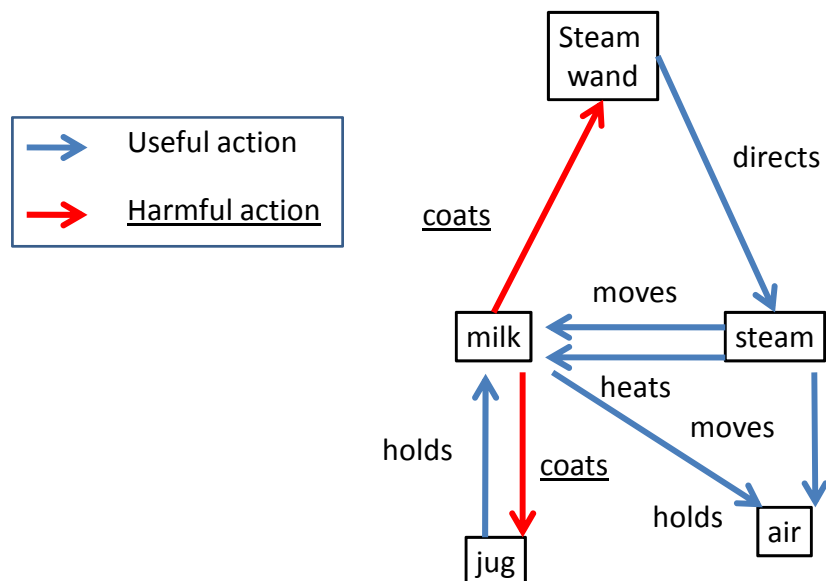 Steam
wand
Useful action
Harmful action
directs
coats
moves
milk
steam
heats
moves
holds
coats
holds
air
jug